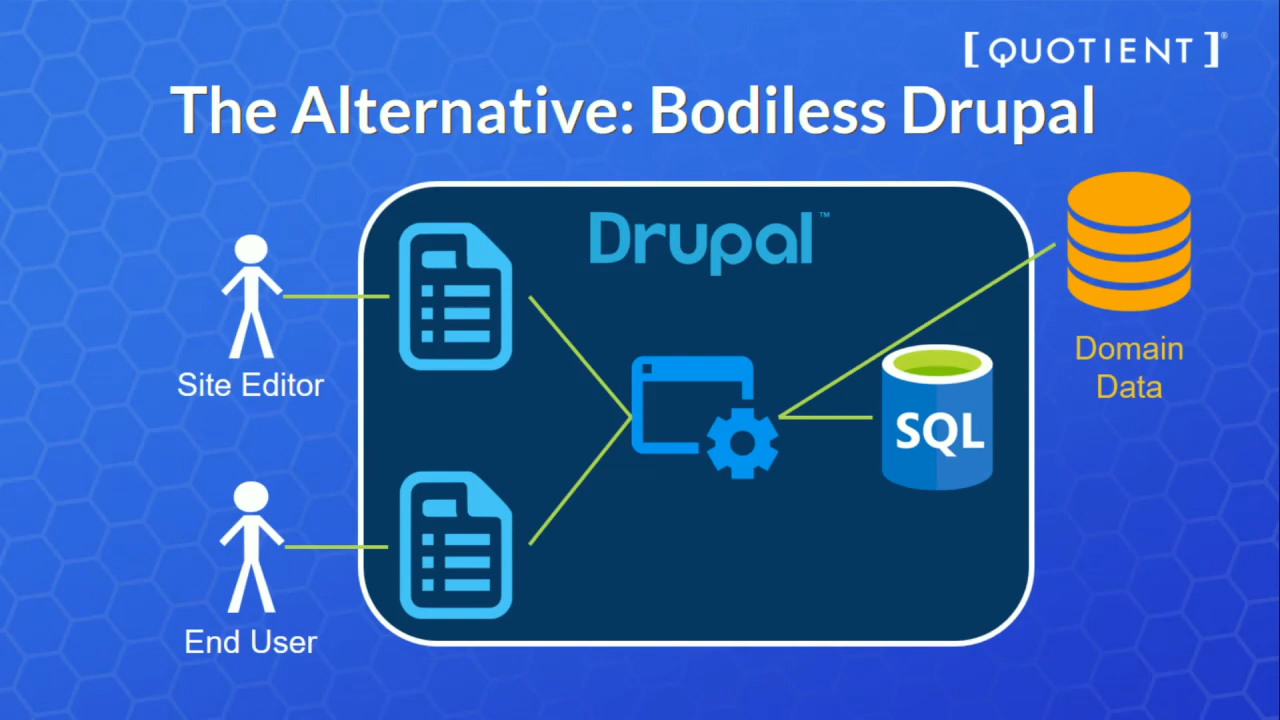 [ QUOTIENT ]®
The Alternative: Bodiless Drupal
Drupal™
Site Editor
SQL
Domain
Data
End User